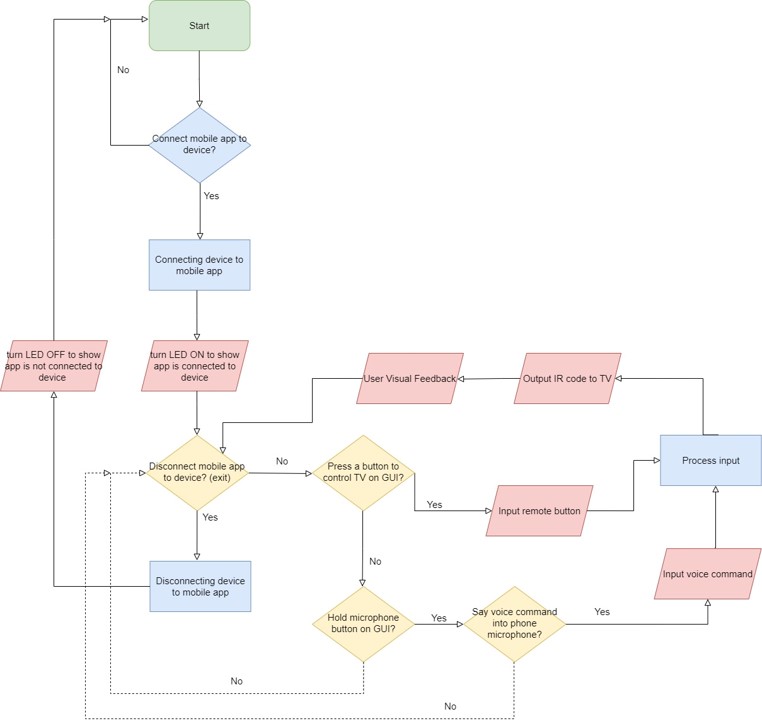 Start
No
Connect mobile app to
device?
Yes
Connecting device to
mobile app
turn LED OFF to show
app is not connected to
device
turn LED ON to show
app is connected to
device
User Visual Feedback
Output IR code to TV
Disconnect mobile app
to device? (exit)
No
Press a button to
control TV on GUI?
Process input
Yes
Input remote button
Yes
Disconnecting device
to mobile app
No
Input voice command
Hold microphone
button on GUI?
Yes
Say voice command
into phone
microphone?
Yes
No
No